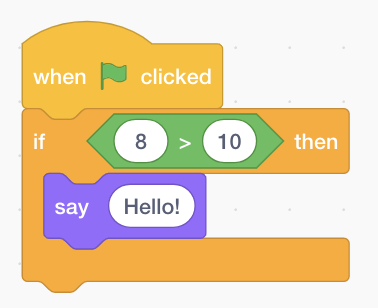 when clicked
if 8 > 10 then
say Hello!